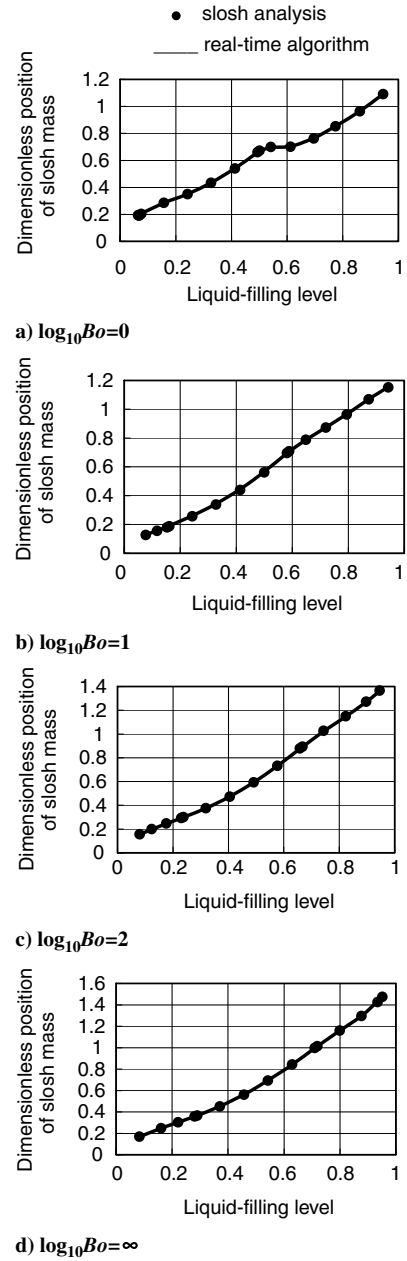 ● slosh analysis
____ real-time algorithm
Dimensionless position
of slosh mass
1.2
1
0.8
0.6
0.4
0.2
0
0 0.2 0.4 0.6 0.8 1
Liquid-filling level
a) log₁₀Bo=0
Dimensionless position
of slosh mass
1.2
1
0.8
0.6
0.4
0.2
0
0 0.2 0.4 0.6 0.8 1
Liquid-filling level
b) log₁₀Bo=1
Dimensionless position
of slosh mass
1.4
1.2
1
0.8
0.6
0.4
0.2
0
0 0.2 0.4 0.6 0.8 1
Liquid-filling level
c) log₁₀Bo=2
Dimensionless position
of slosh mass
1.6
1.4
1.2
1
0.8
0.6
0.4
0.2
0
0 0.2 0.4 0.6 0.8 1
Liquid-filling level
d) log₁₀Bo=∞